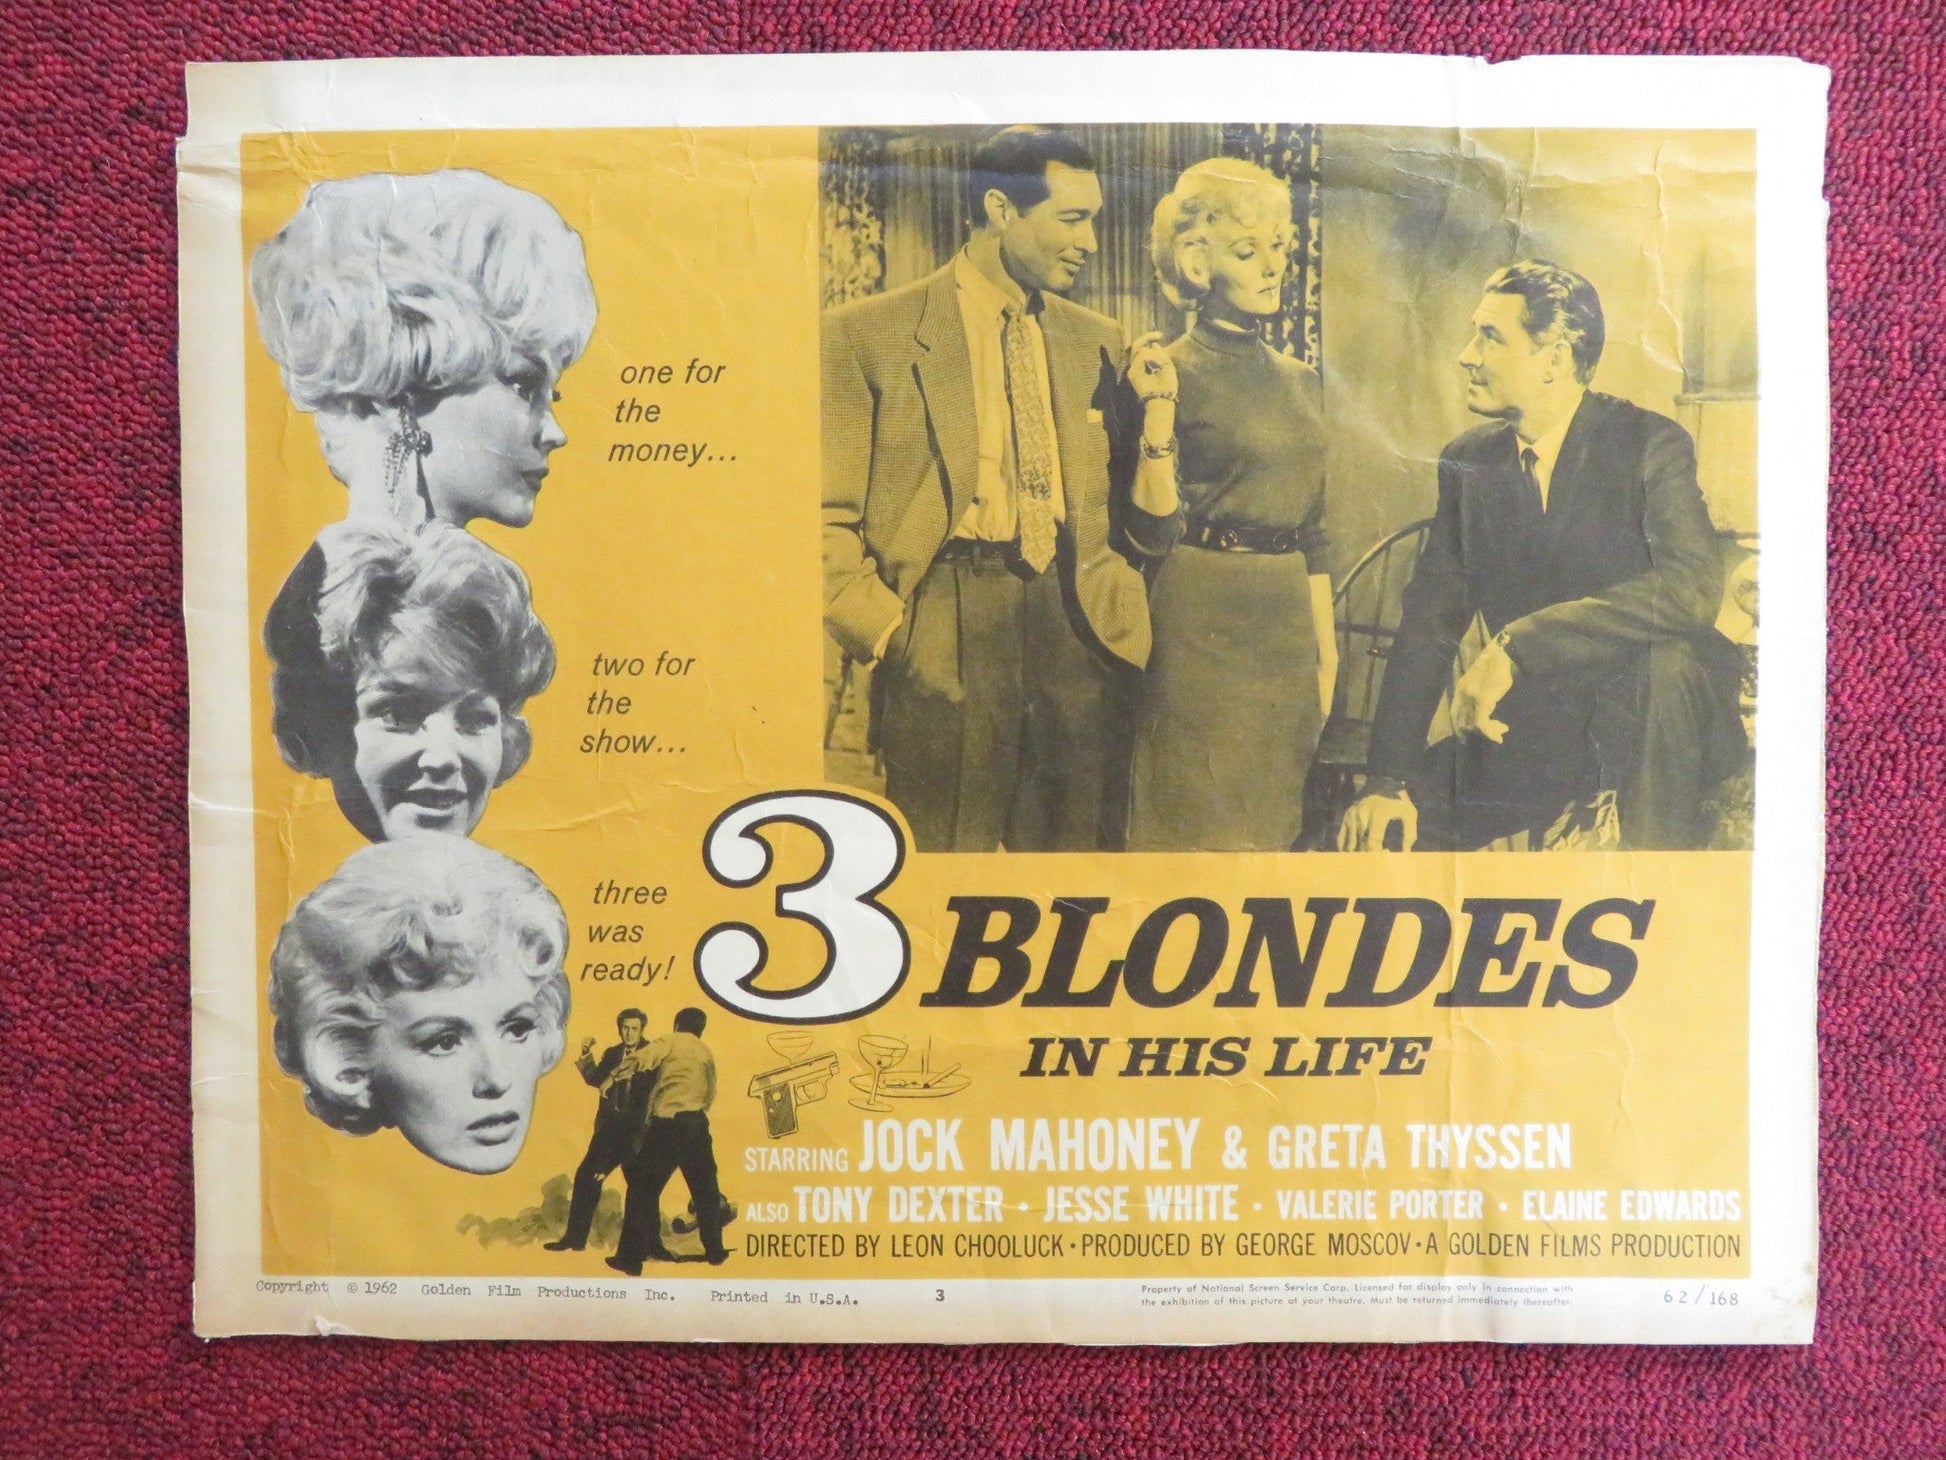 one for
the
money...
two for
the
show...
three
was
ready!
3 BLONDES
IN HIS LIFE
STARRING JOCK MAHONEY & GRETA THYSSEN
ALSO TONY DEXTER • JESSE WHITE • VALERIE PORTER • ELAINE EDWARDS
DIRECTED BY LEON CHOOLUCK • PRODUCED BY GEORGE MOSCOV • A GOLDEN FILMS PRODUCTION
Copyright © 1962 Golden Film Productions Inc. Printed in U.S.A. 3
Property of National Screen Service Corp. Licensed for display only in connection with
the exhibition of this picture at your theatre. Must be returned immediately thereafter.
62/168